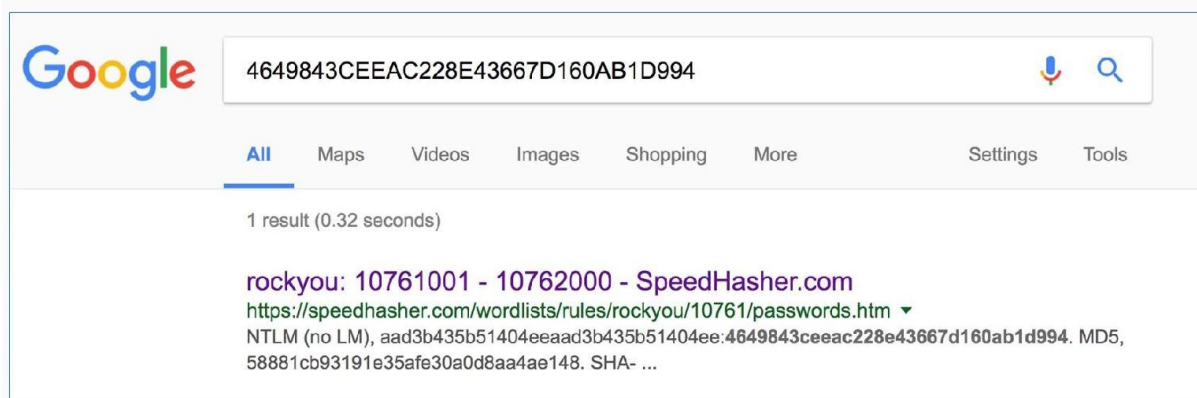 Google
4649843CEEAC228E43667D160AB1D994
All Maps Videos Images Shopping More Settings Tools
1 result (0.32 seconds)
rockyou: 10761001 - 10762000 - SpeedHasher.com
https://speedhasher.com/wordlists/rules/rockyou/10761/passwords.htm
NTLM (no LM), aad3b435b51404eeaad3b435b51404ee:4649843ceeac228e43667d160ab1d994. MD5,
58881cb93191e35afe30a0d8aa4ae148. SHA- ...